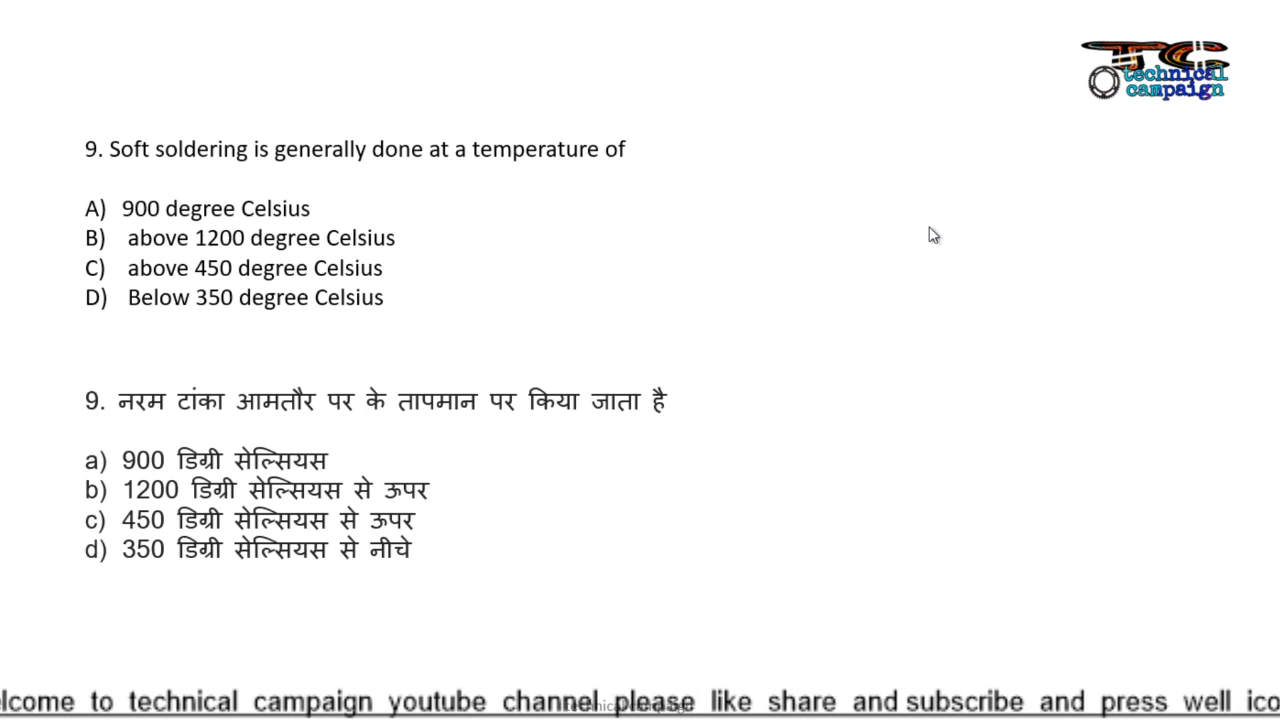 TC
technical
campaign
9. Soft soldering is generally done at a temperature of
A) 900 degree Celsius
B) above 1200 degree Celsius
C) above 450 degree Celsius
D) Below 350 degree Celsius
9. नरम टांका आमतौर पर के तापमान पर किया जाता है
a) 900 डिग्री सेल्सियस
b) 1200 डिग्री सेल्सियस से ऊपर
c) 450 डिग्री सेल्सियस से ऊपर
d) 350 डिग्री सेल्सियस से नीचे
lcome to technical campaign youtube channel please like share and subscribe and press well ico
technical campaign